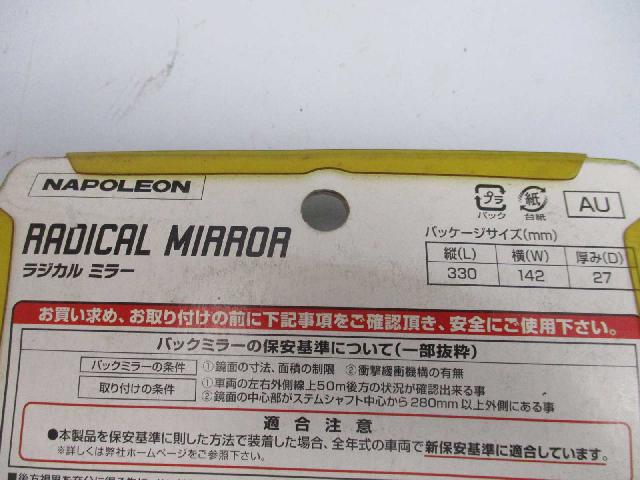 NAPOLEON
RADICAL MIRROR
ラジカル ミラー
プラ
パック
紙
台紙
AU
パッケージサイズ(mm)
縦(L) 横(W) 厚み(D)
330 142 27
お買い求め、お取り付けの前に下記事項をご確認頂き、安全にご使用下さい。
バックミラーの保安基準について(一部抜粋)
バックミラーの条件 ①鏡面の寸法、面積の制限 ②衝撃緩衝機構の有無
取り付けの条件 ①車両の左右外側線上50m後方の状況が確認出来る事
②鏡面の中心部がステムシャフト中心から280mm以上外側にある事
適合注意
●本製品を保安基準に則した方法で装着した場合、全年式の車両で新保安基準に適合しています。
※詳しくは弊社ホームページをご参照下さい。